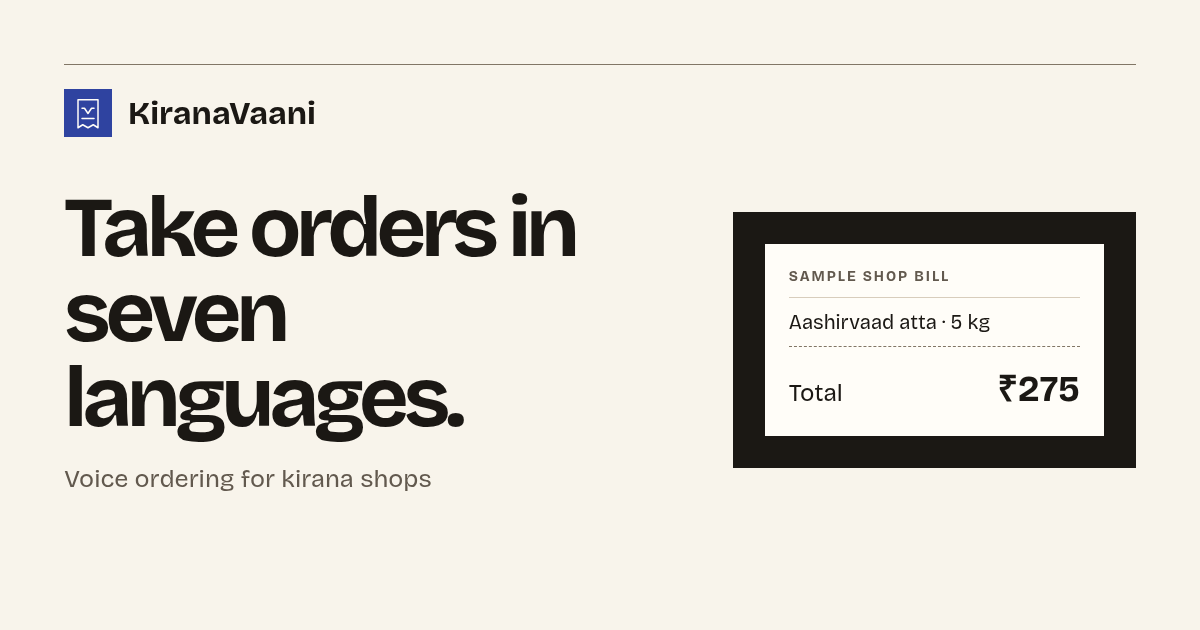 KiranaVaani
Take orders in
seven
languages.
Voice ordering for kirana shops
SAMPLE SHOP BILL
Aashirvaad atta · 5 kg
Total ₹275